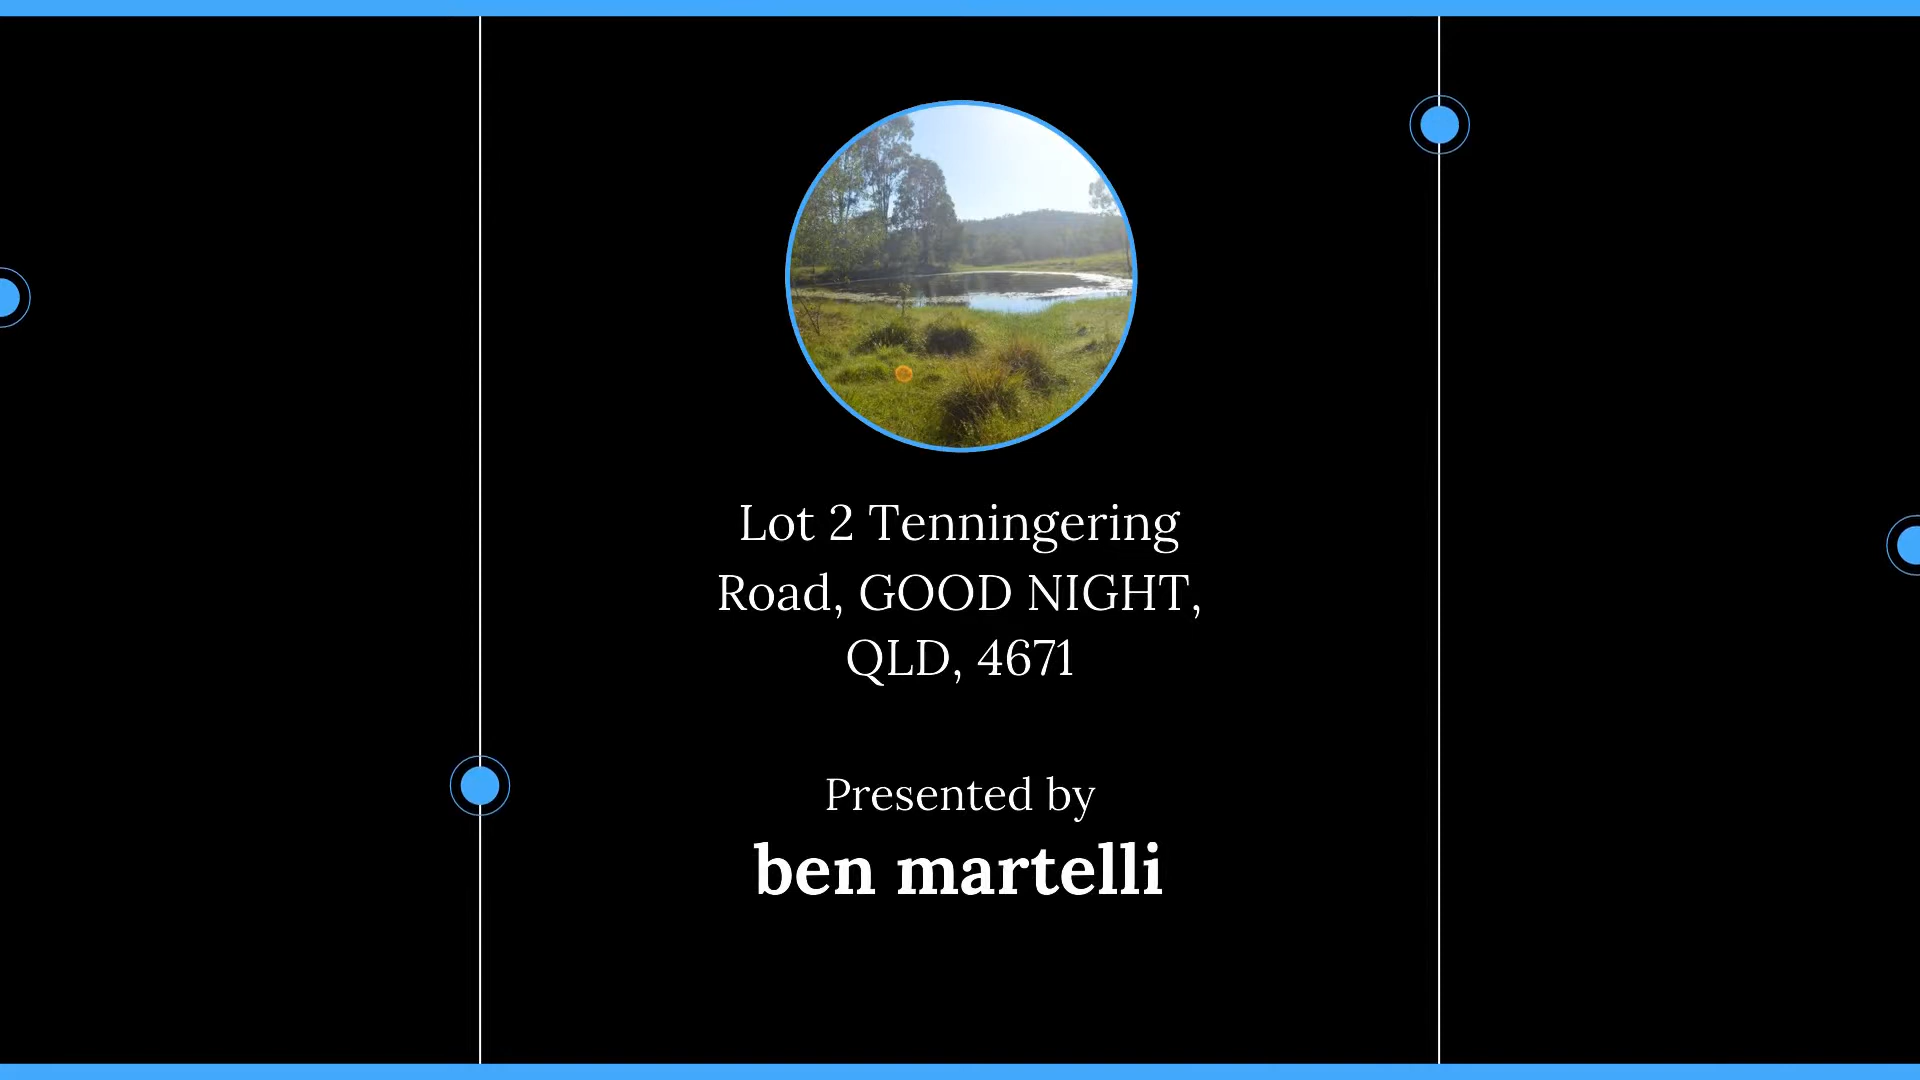 Lot 2 Tenningering
Road, GOOD NIGHT,
QLD, 4671
Presented by
ben martelli